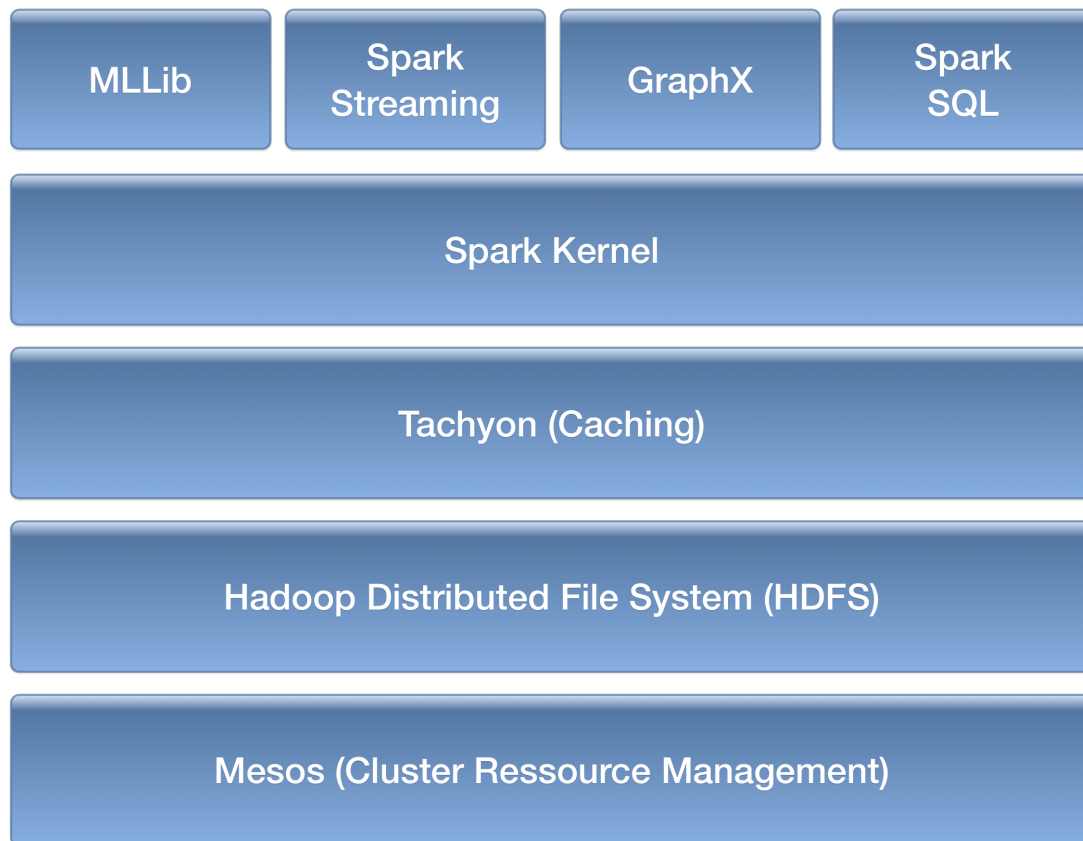 MLLib
Spark
Streaming
GraphX
Spark
SQL
Spark Kernel
Tachyon (Caching)
Hadoop Distributed File System (HDFS)
Mesos (Cluster Ressource Management)